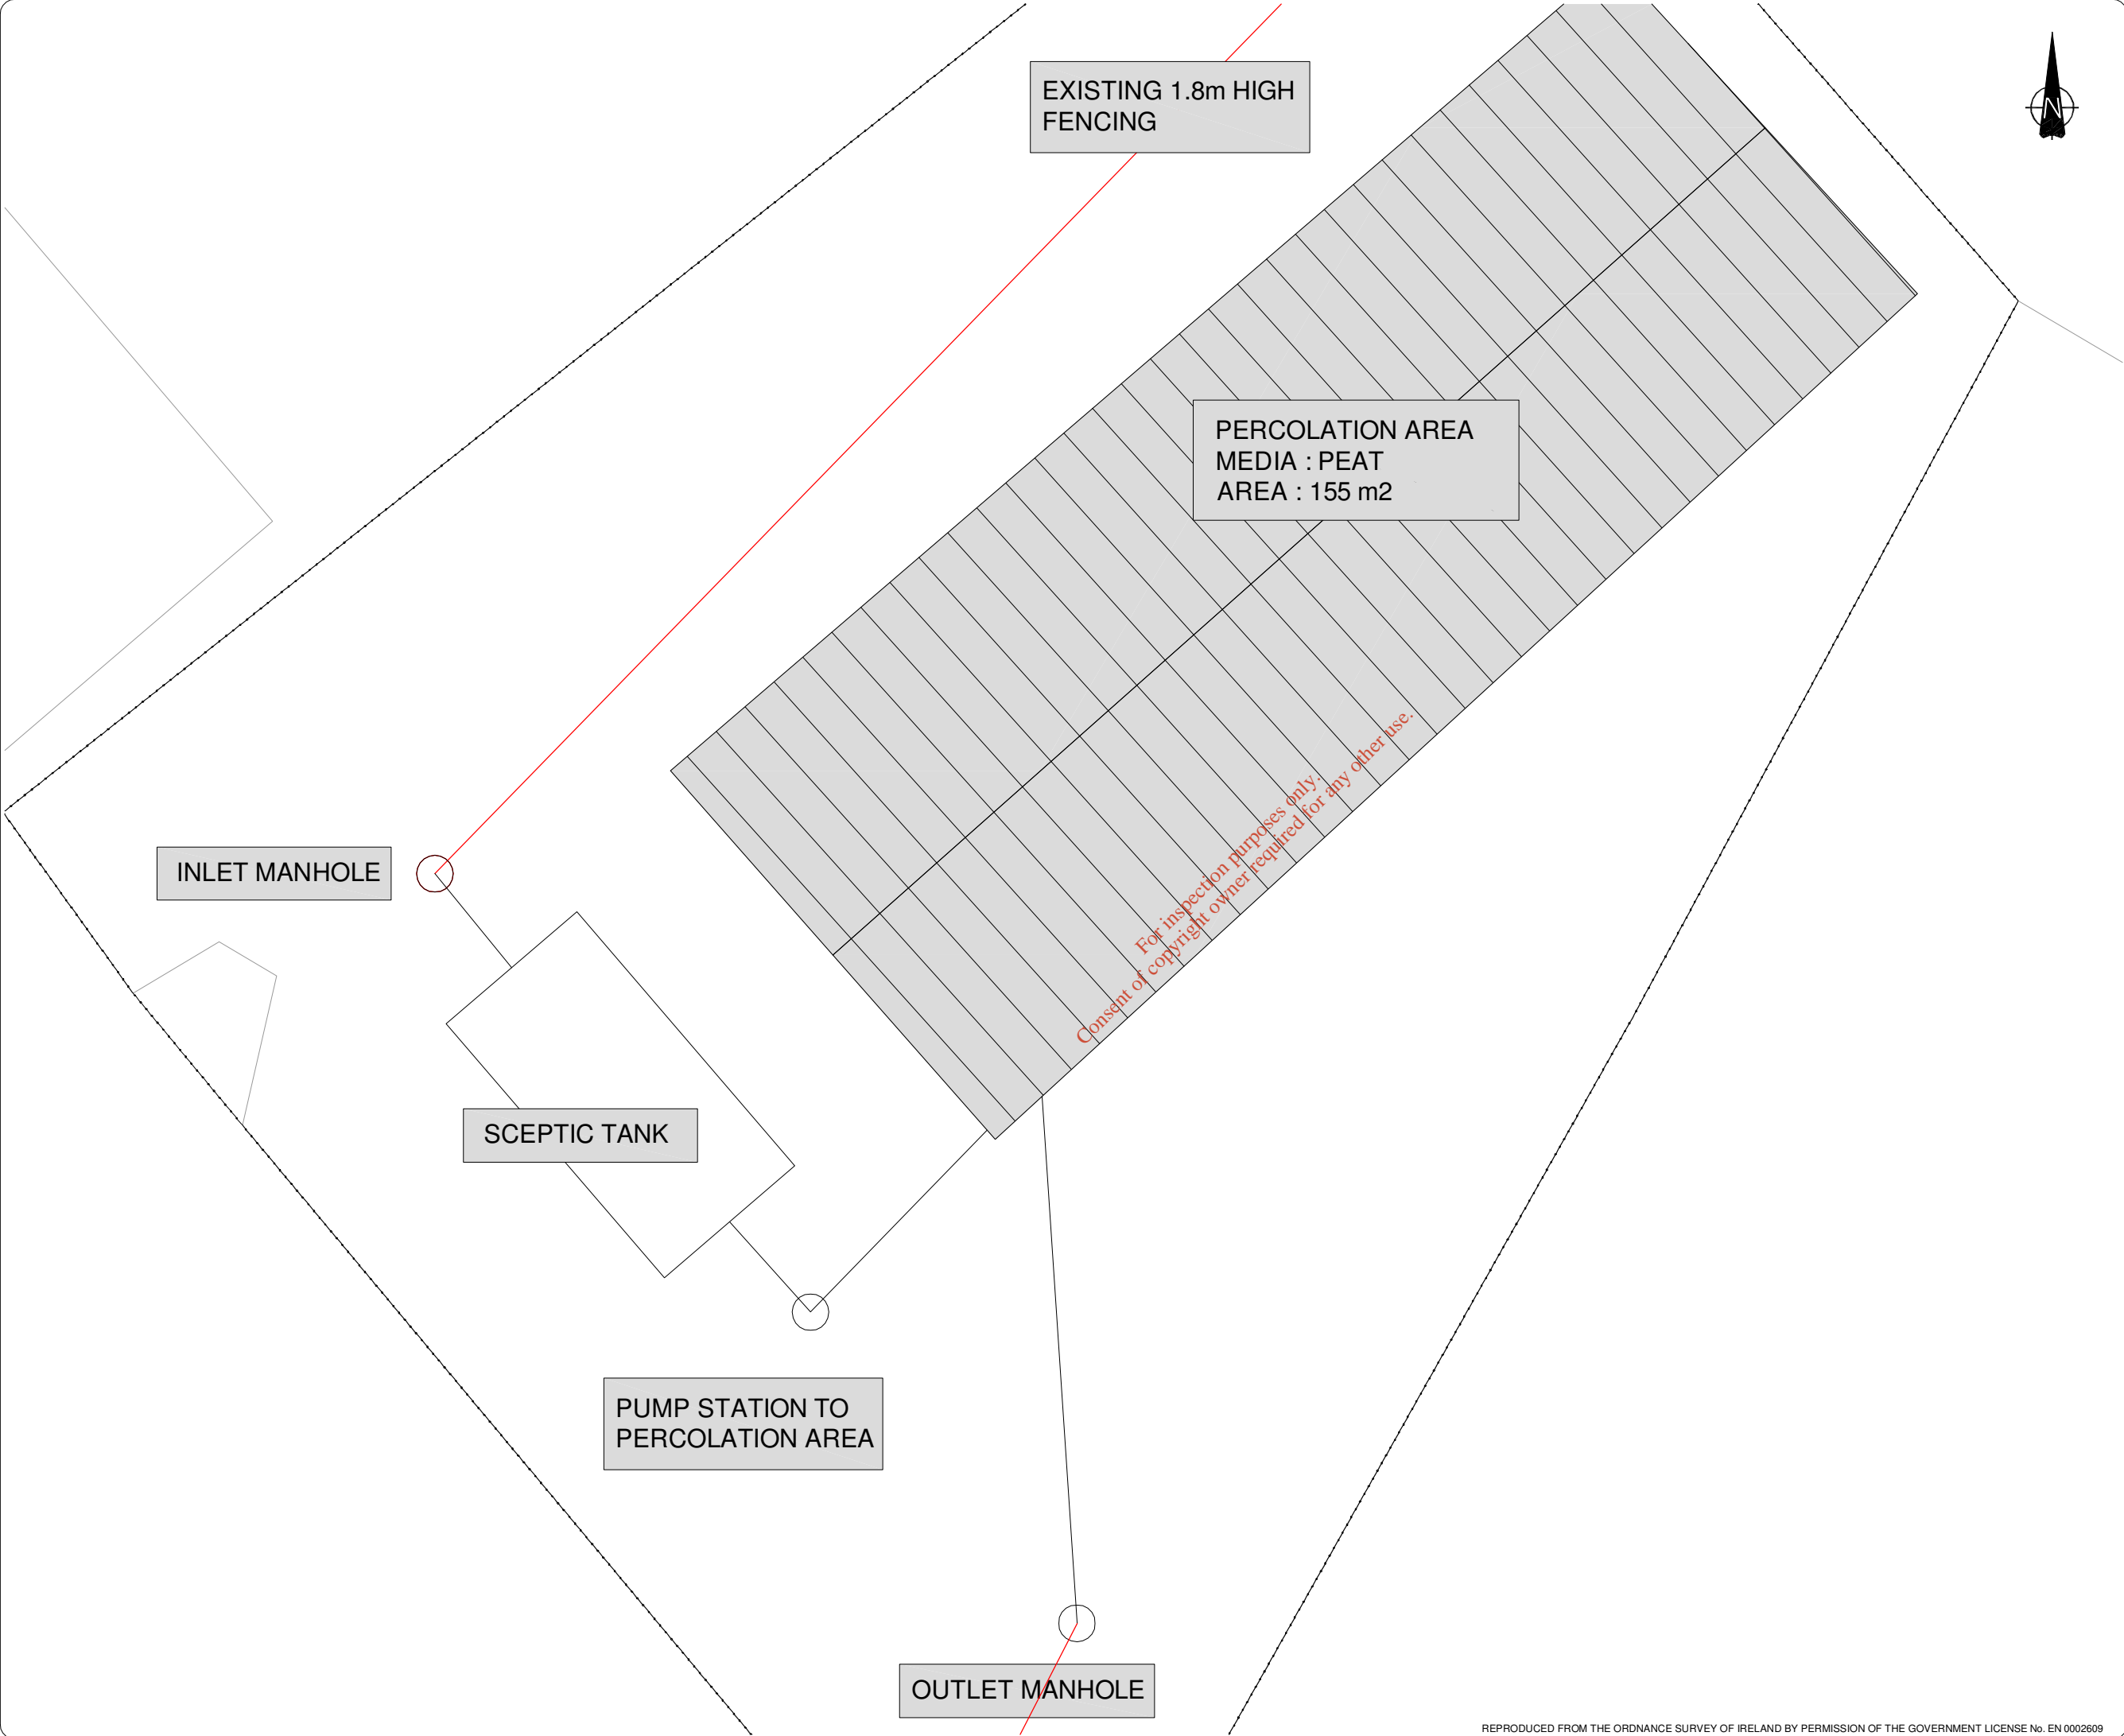 EXISTING 1.8m HIGH
FENCING
N
PERCOLATION AREA
MEDIA : PEAT
AREA : 155 m2
For inspection purposes only.
Consent of copyright owner required for any other use.
INLET MANHOLE
SCEPTIC TANK
PUMP STATION TO
PERCOLATION AREA
OUTLET MANHOLE
REPRODUCED FROM THE ORDNANCE SURVEY OF IRELAND BY PERMISSION OF THE GOVERNMENT LICENSE No. EN 0002609